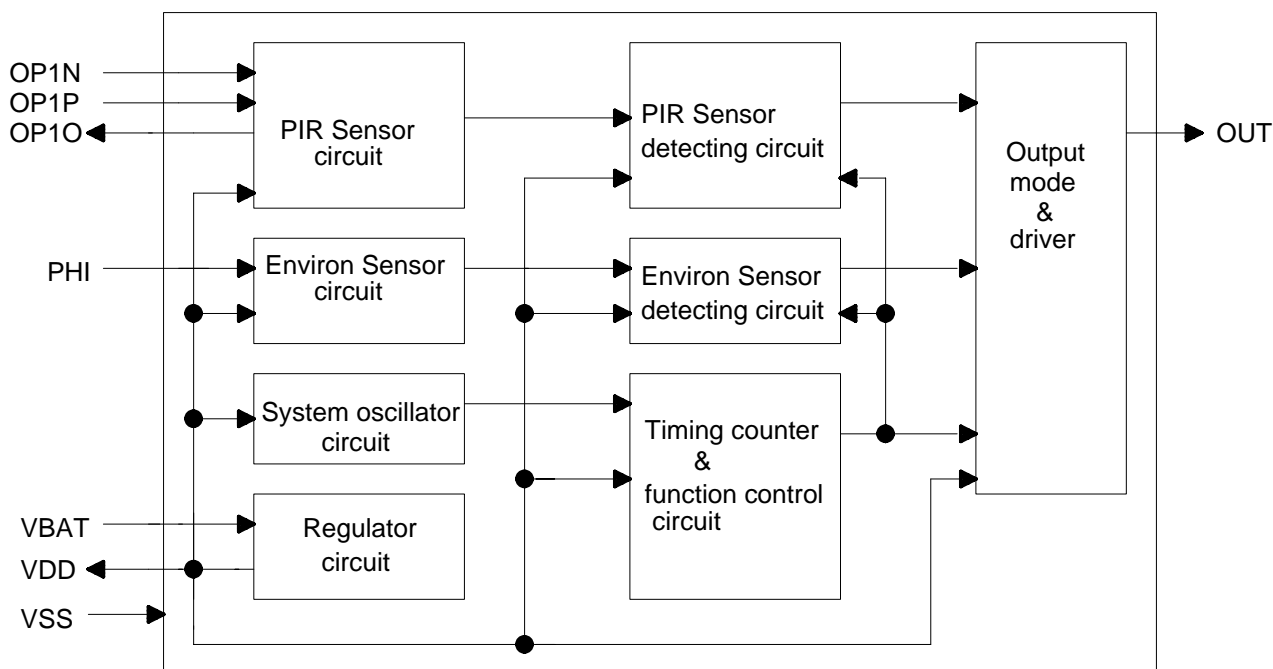 OP1N
OP1P
OP1O
PIR Sensor
circuit
PIR Sensor
detecting circuit
Output
mode
&
driver
OUT
PHI
Environ Sensor
circuit
Environ Sensor
detecting circuit
System oscillator
circuit
Timing counter
&
function control
circuit
VBAT
VDD
VSS
Regulator
circuit